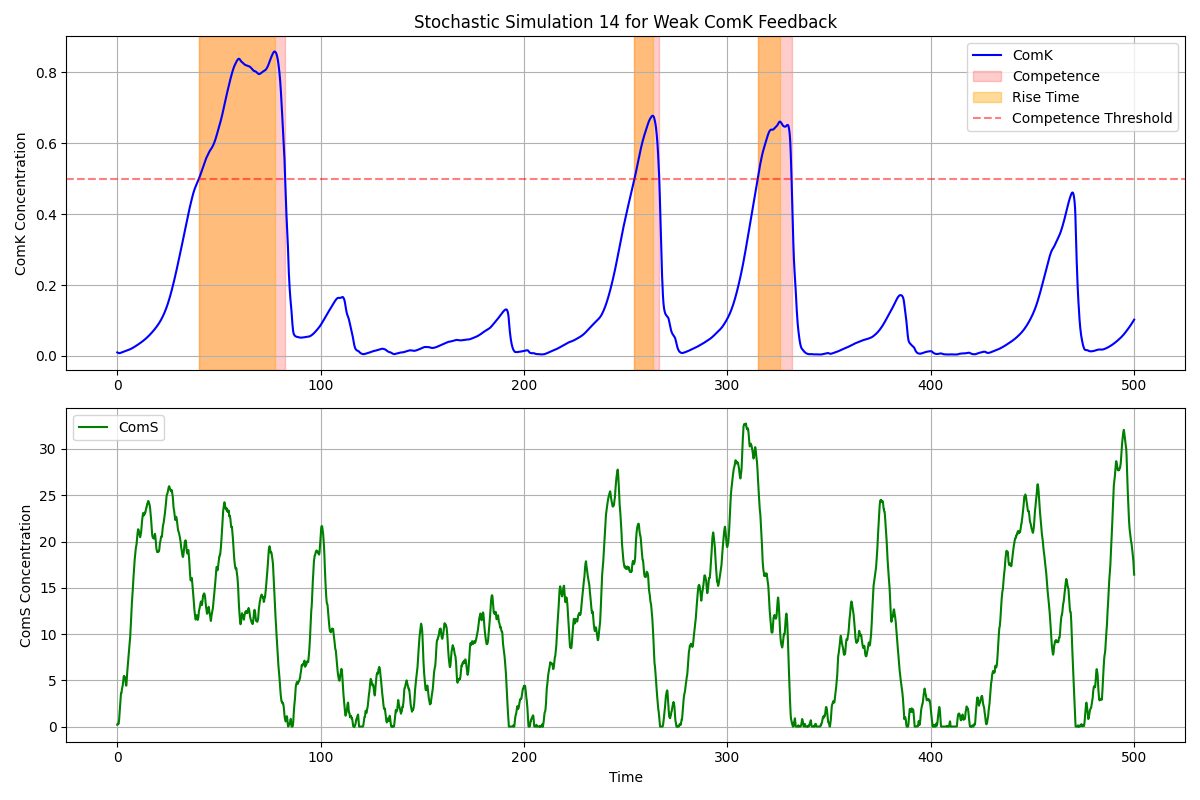 Stochastic Simulation 14 for Weak ComK Feedback
ComK Concentration
0.8
0.6
0.4
0.2
0.0
ComK
Competence
Rise Time
Competence Threshold
0 100 200 300 400 500
ComS Concentration
30
25
20
15
10
5
0
ComS
0 100 200 300 400 500
Time